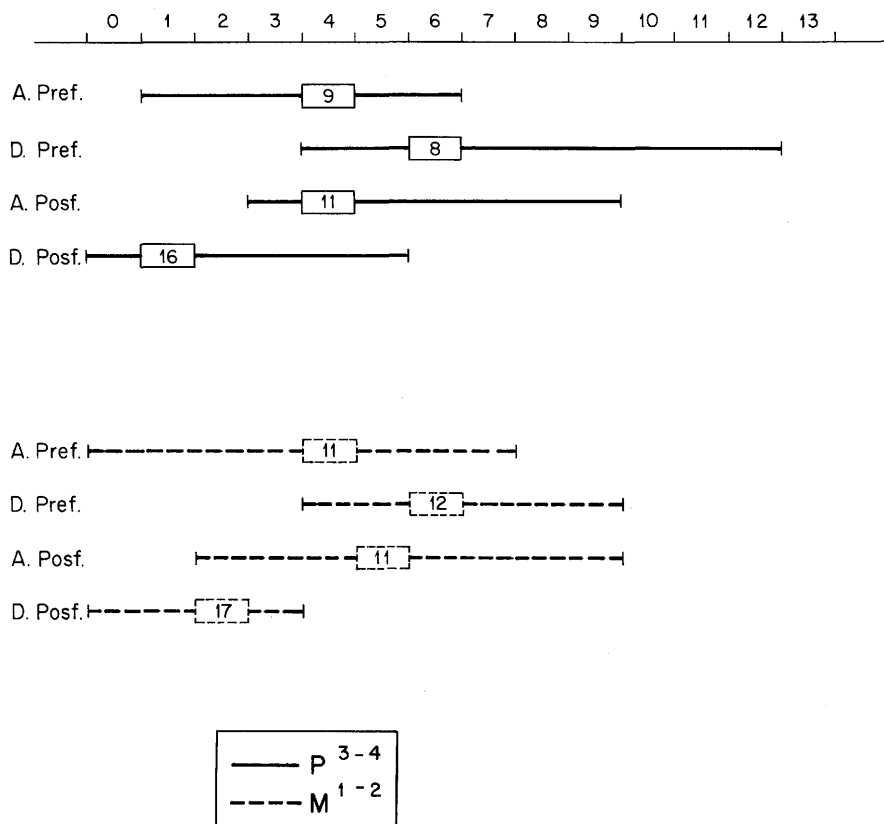 0 1 2 3 4 5 6 7 8 9 10 11 12 13
A. Pref. 9
D. Pref. 8
A. Posf. 11
D. Posf. 16
A. Pref. 11
D. Pref. 12
A. Posf. 11
D. Posf. 17
P 3-4
M 1-2